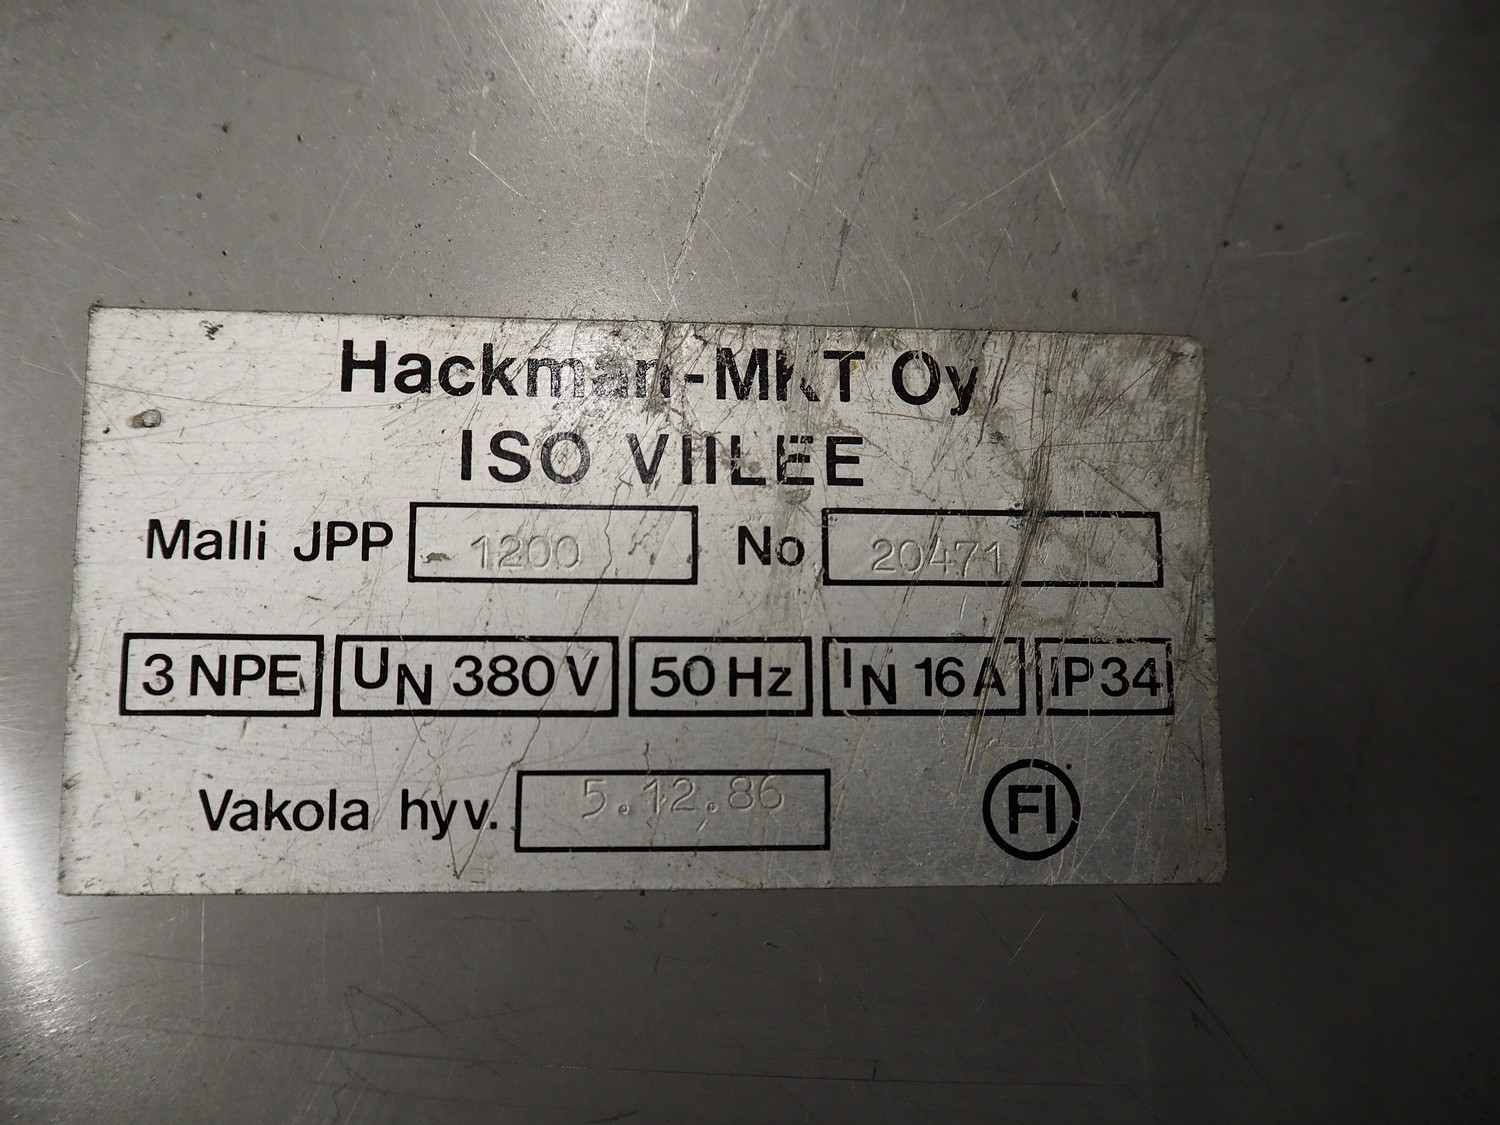 Hackman-MKT Oy
ISO VIILEE
Malli JPP 1200 No 20471
3 NPE UN 380 V 50 Hz IN 16 A IP34
Vakola hyv. 5.12.86 FI